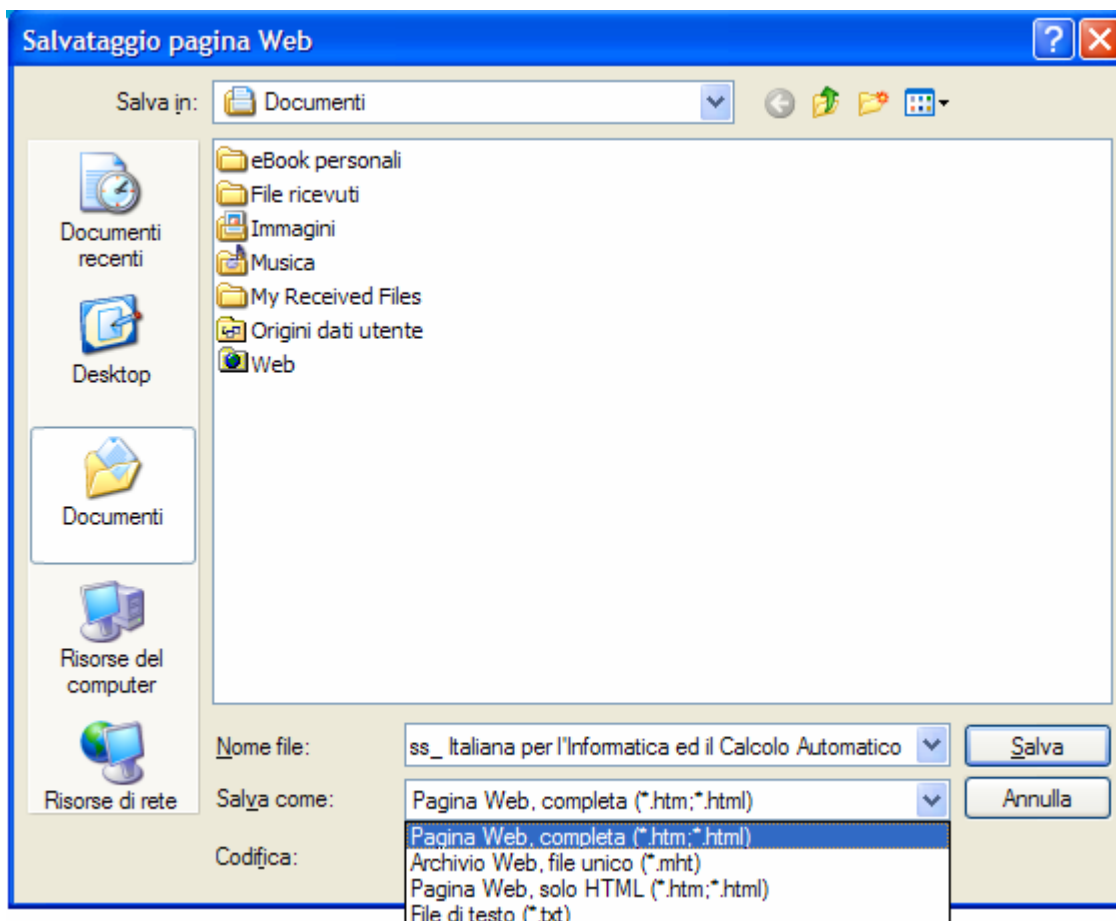 Salvataggio pagina Web
Salva in:
Documenti
eBook personali
File ricevuti
Immagini
Musica
My Received Files
Origini dati utente
Web
Documenti
recenti
Desktop
Documenti
Risorse del
computer
Risorse di rete
Nome file:
ss_ Italiana per l''Informatica ed il Calcolo Automatico
Salva
Salva come:
Pagina Web, completa (*.htm;*.html)
Annulla
Codifica:
Pagina Web, completa (*.htm;*.html)
Archivio Web, file unico (*.mht)
Pagina Web, solo HTML (*.htm;*.html)
File di testo (*.txt)